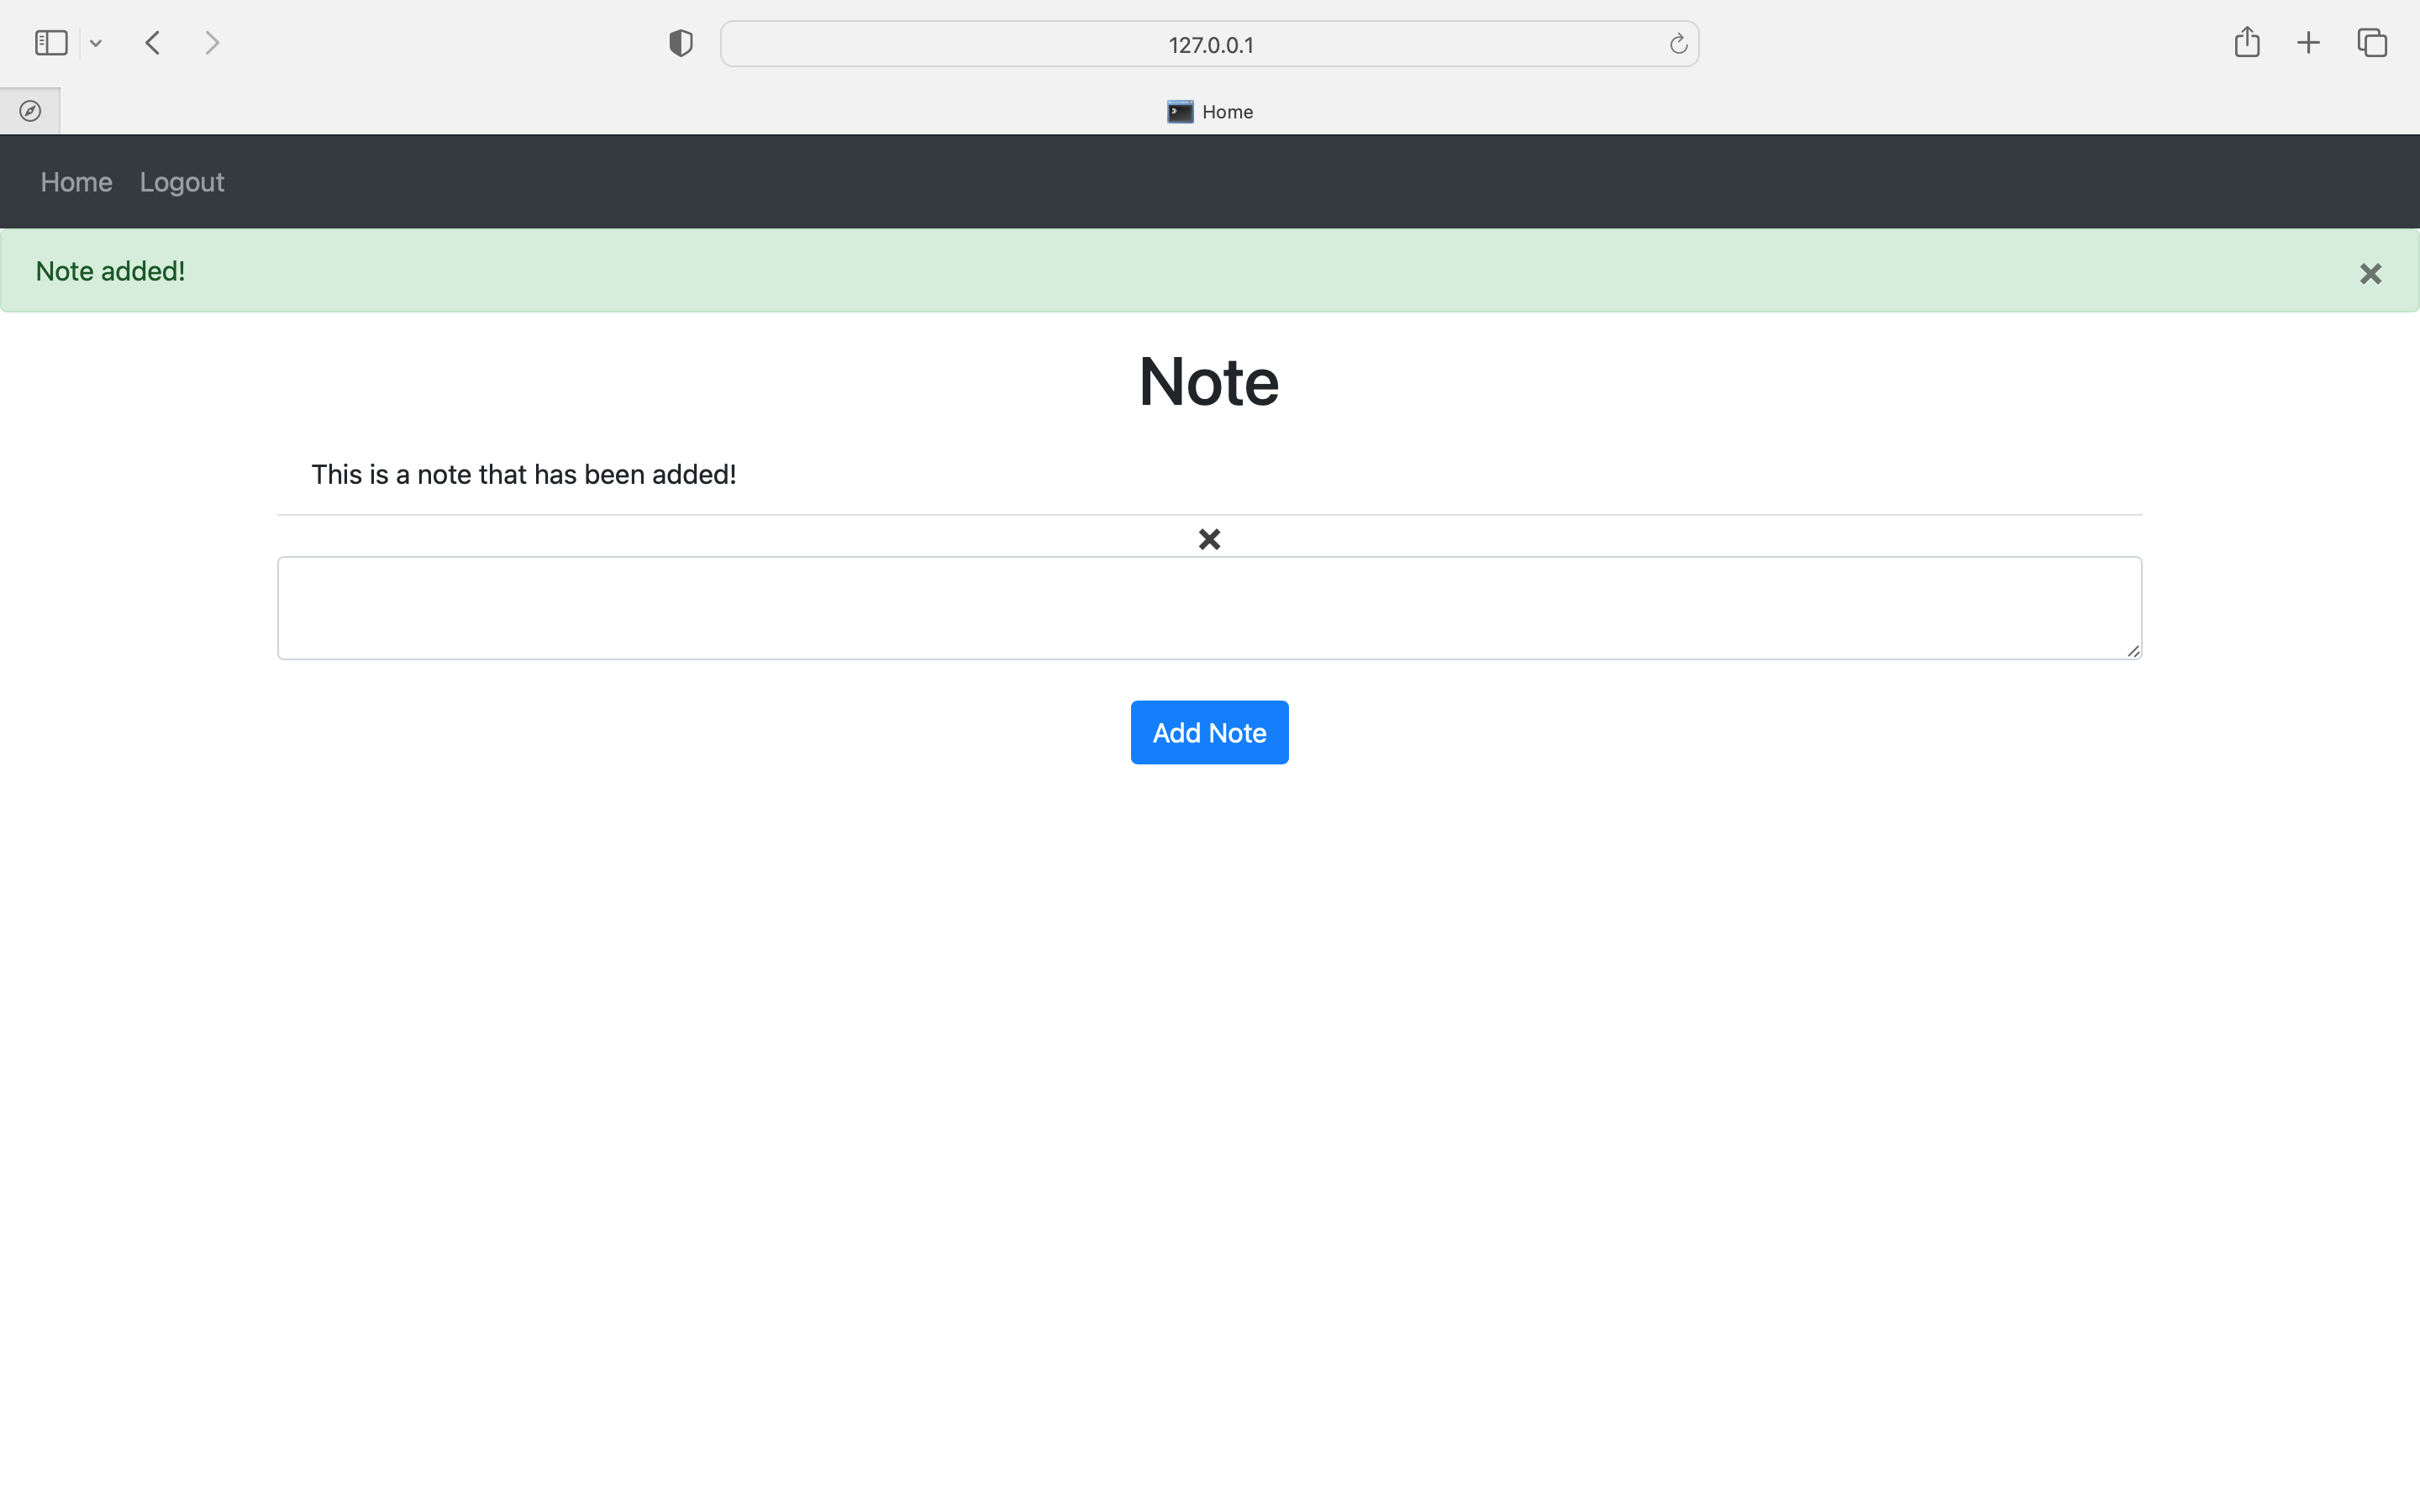 127.0.0.1
Home
Home Logout
Note added!
Note
This is a note that has been added!
Add Note